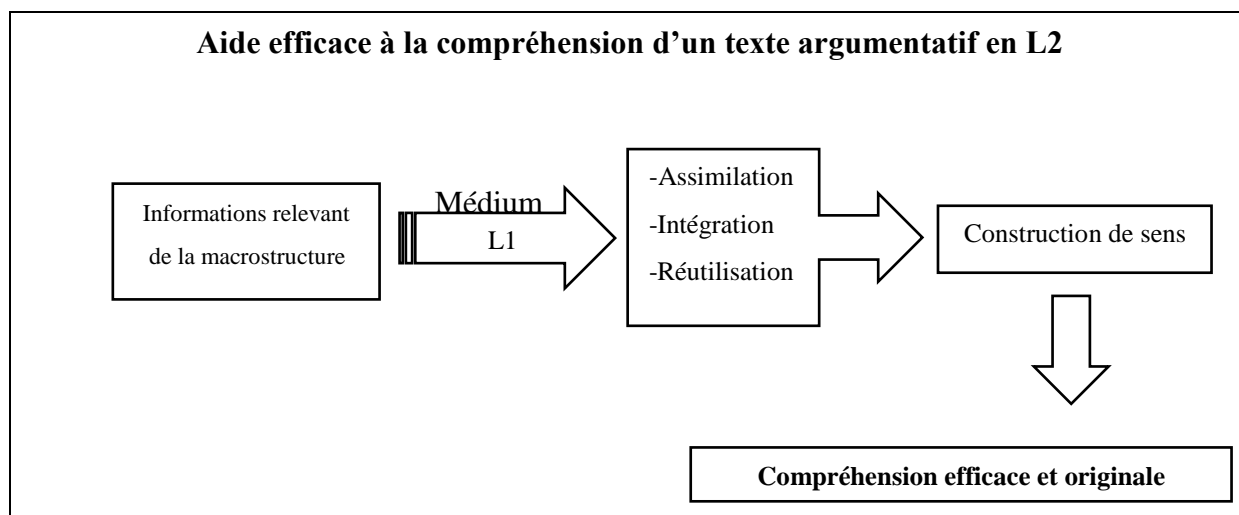 Aide efficace à la compréhension d’un texte argumentatif en L2
Informations relevant
de la macrostructure
Médium
L1
-Assimilation
-Intégration
-Réutilisation
Construction de sens
Compréhension efficace et originale